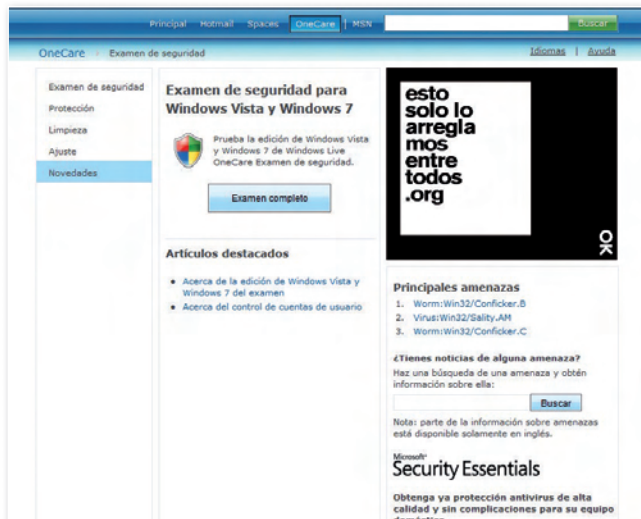 Principal Hotmail Spaces OneCare | MSN Buscar
OneCare Examen de seguridad Idiomas | Ayuda
Examen de seguridad
Protección
Limpieza
Ajuste
Novedades
Examen de seguridad para
Windows Vista y Windows 7
Prueba la edición de Windows Vista
y Windows 7 de Windows Live
OneCare Examen de seguridad.
Examen completo
Artículos destacados
Acerca de la edición de Windows Vista y
Windows 7 del examen
Acerca del control de cuentas de usuario
esto
solo lo
arregla
mos
entre
todos
.org
OK
Principales amenazas
1. Worm:Win32/Conficker.B
2. Virus:Win32/Sality.AM
3. Worm:Win32/Conficker.C
¿Tienes noticias de alguna amenaza?
Haz una búsqueda de una amenaza y obtén
información sobre ella:
Buscar
Nota: parte de la información sobre amenazas
está disponible solamente en inglés.
Microsoft
Security Essentials
Obtenga ya protección antivirus de alta
calidad y sin complicaciones para su equipo